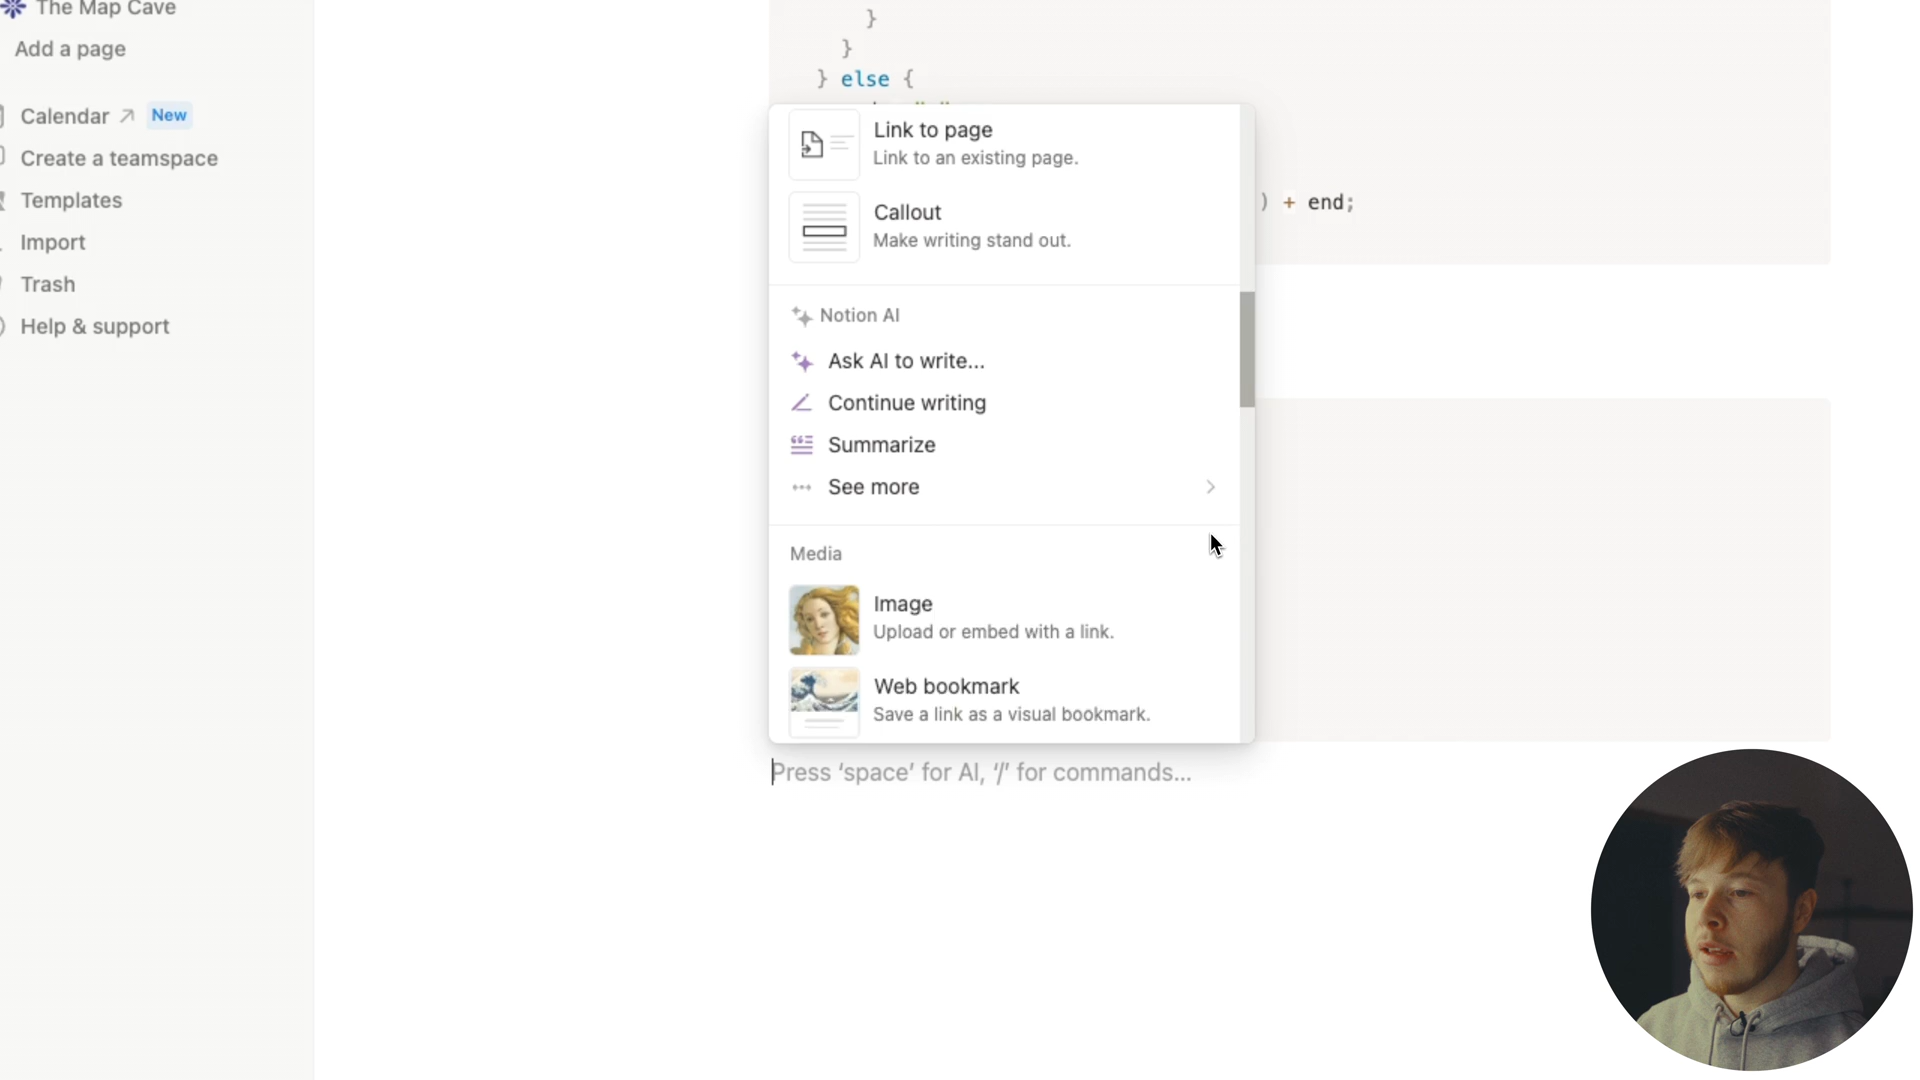 The Map Cave
Add a page
Calendar ↗ New
Create a teamspace
Templates
Import
Trash
Help & support
}
}
} else {
) + end;
Link to page
Link to an existing page.
Callout
Make writing stand out.
Notion AI
Ask AI to write...
Continue writing
Summarize
See more
Media
Image
Upload or embed with a link.
Web bookmark
Save a link as a visual bookmark.
Press ‘space’ for AI, ‘/’ for commands...